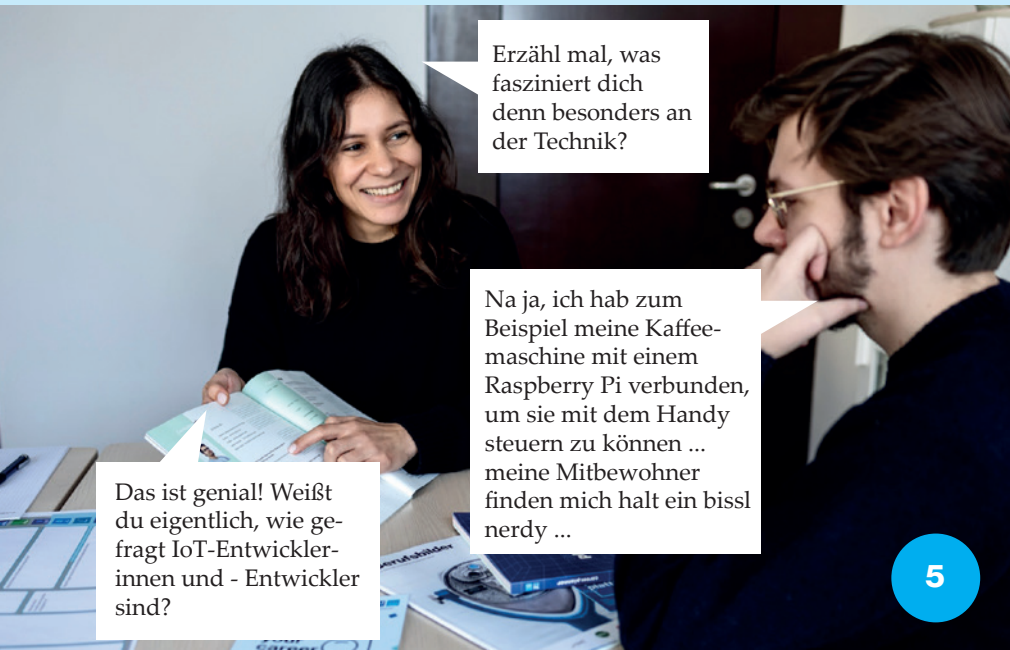 Erzähl mal, was
fasziniert dich
denn besonders an
der Technik?
Na ja, ich hab zum
Beispiel meine Kaffee-
maschine mit einem
Raspberry Pi verbunden,
um sie mit dem Handy
steuern zu können ...
meine Mitbewohner
finden mich halt ein bissl
nerdy ...
Das ist genial! Weißt
du eigentlich, wie ge-
fragt IoT-Entwickler-
innen und - Entwickler
sind?
erufsbilder
career
5